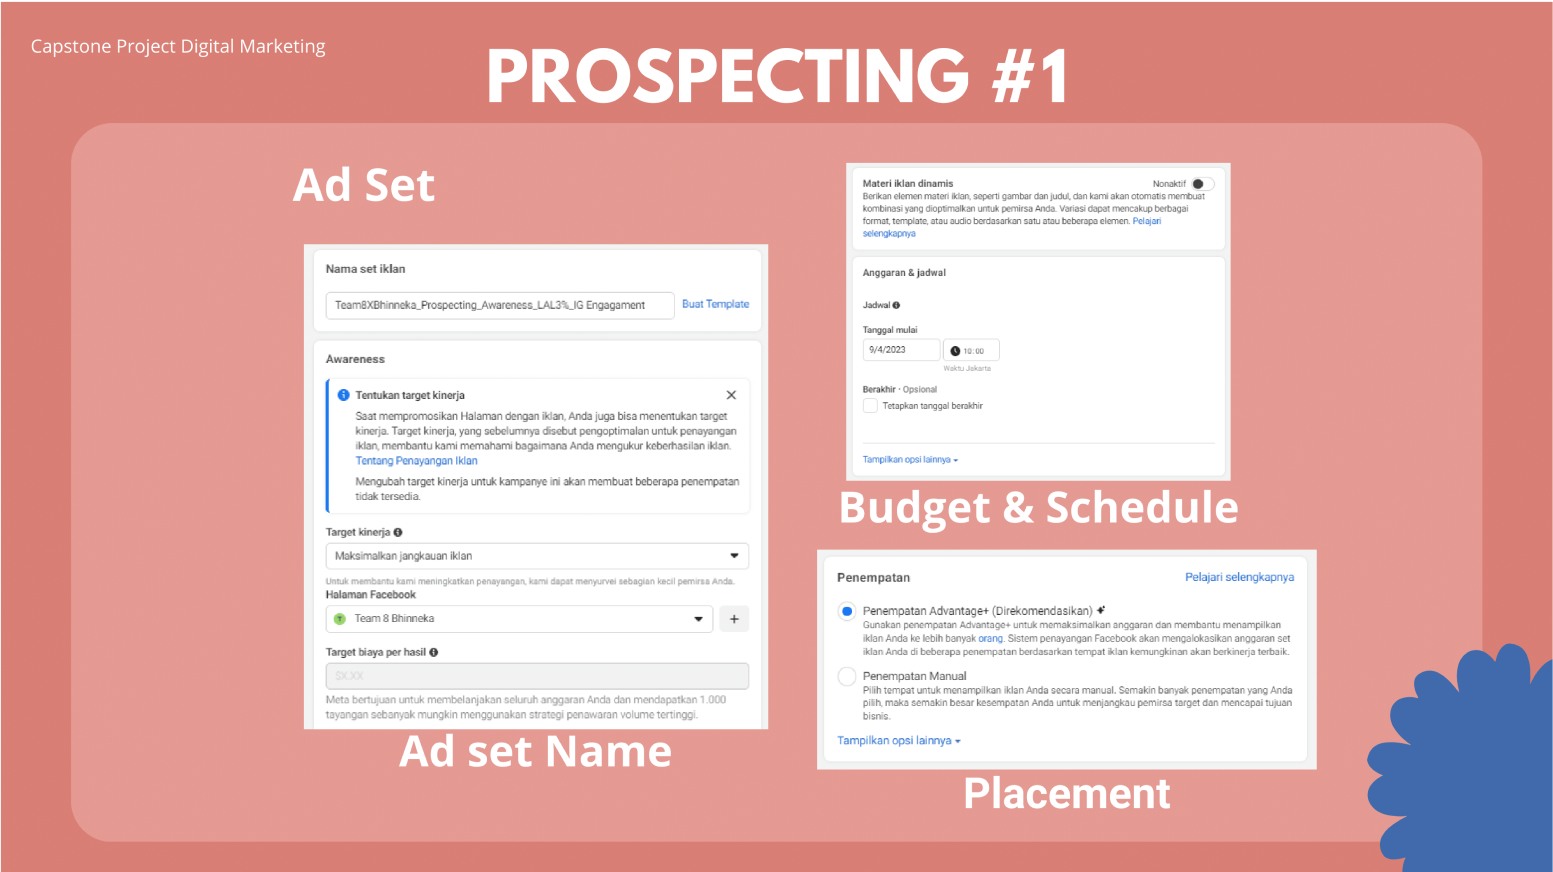 Capstone Project Digital Marketing
PROSPECTING #1
Ad Set
Nama set iklan
Team8XBhinneka_Prospecting_Awareness_LAL3%_IG Engagament
Buat Template
Awareness
Tentukan target kinerja
Saat mempromosikan Halaman dengan iklan, Anda juga bisa menentukan target
kinerja. Target kinerja, yang sebelumnya disebut pengoptimalan untuk penayangan
iklan, membantu kami memahami bagaimana Anda mengukur keberhasilan iklan.
Tentang Penayangan Iklan
Mengubah target kinerja untuk kampanye ini akan membuat beberapa penempatan
tidak tersedia.
Target kinerja
Maksimalkan jangkauan iklan
Untuk membantu kami meningkatkan penayangan, kami dapat menyurvei sebagian kecil pemirsa Anda.
Halaman Facebook
T
Team 8 Bhinneka
+
Target biaya per hasil
$X.XX
Meta bertujuan untuk membelanjakan seluruh anggaran Anda dan mendapatkan 1.000
tayangan sebanyak mungkin menggunakan strategi penawaran volume tertinggi.
Ad set Name
Materi iklan dinamis
Nonaktif
Berikan elemen materi iklan, seperti gambar dan judul, dan kami akan otomatis membuat
kombinasi yang dioptimalkan untuk pemirsa Anda. Variasi dapat mencakup berbagai
format, template, atau audio berdasarkan satu atau beberapa elemen. Pelajari
selengkapnya
Anggaran & jadwal
Jadwal
Tanggal mulai
9/4/2023
10:00
Waktu Jakarta
Berakhir · Opsional
Tetapkan tanggal berakhir
Tampilkan opsi lainnya
Budget & Schedule
Penempatan
Pelajari selengkapnya
Penempatan Advantage+ (Direkomendasikan)
Gunakan penempatan Advantage+ untuk memaksimalkan anggaran dan membantu menampilkan
iklan Anda ke lebih banyak orang. Sistem penayangan Facebook akan mengalokasikan anggaran set
iklan Anda di beberapa penempatan berdasarkan tempat iklan kemungkinan akan berkinerja terbaik.
Penempatan Manual
Pilih tempat untuk menampilkan iklan Anda secara manual. Semakin banyak penempatan yang Anda
pilih, maka semakin besar kesempatan Anda untuk menjangkau pemirsa target dan mencapai tujuan
bisnis.
Tampilkan opsi lainnya
Placement